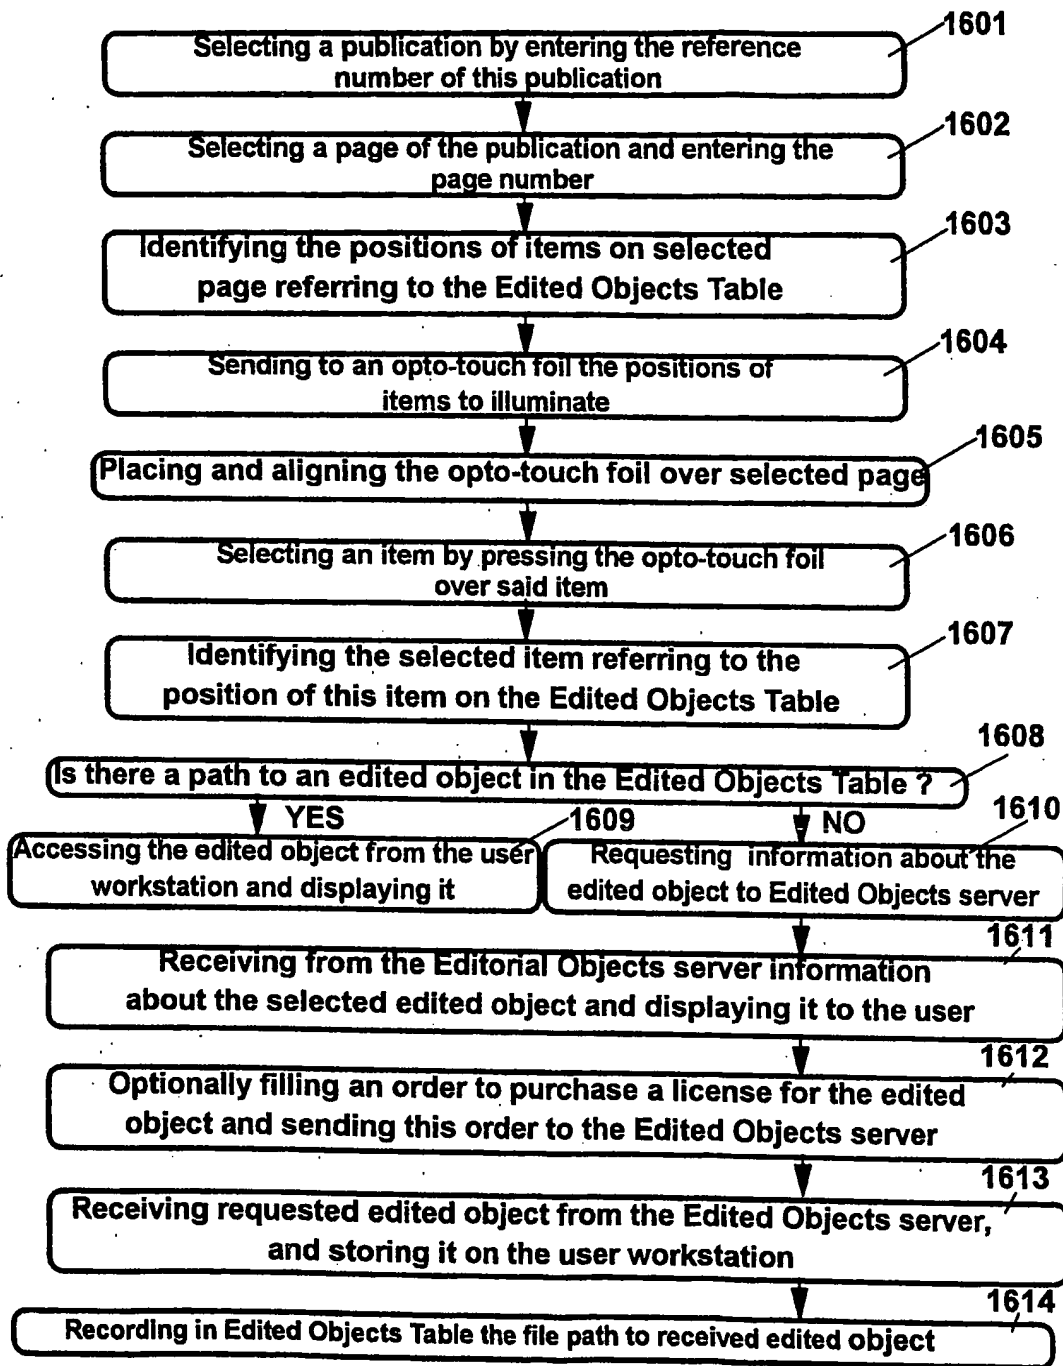 1601
Selecting a publication by entering the reference
number of this publication
1602
Selecting a page of the publication and entering the
page number
1603
Identifying the positions of items on selected
page referring to the Edited Objects Table
1604
Sending to an opto-touch foil the positions of
items to illuminate
1605
Placing and aligning the opto-touch foil over selected page
1606
Selecting an item by pressing the opto-touch foil
over said item
1607
Identifying the selected item referring to the
position of this item on the Edited Objects Table
1608
Is there a path to an edited object in the Edited Objects Table ?
YES
1609
NO
1610
Accessing the edited object from the user
workstation and displaying it
Requesting information about the
edited object to Edited Objects server
1611
Receiving from the Editorial Objects server information
about the selected edited object and displaying it to the user
1612
Optionally filling an order to purchase a license for the edited
object and sending this order to the Edited Objects server
1613
Receiving requested edited object from the Edited Objects server,
and storing it on the user workstation
1614
Recording in Edited Objects Table the file path to received edited object